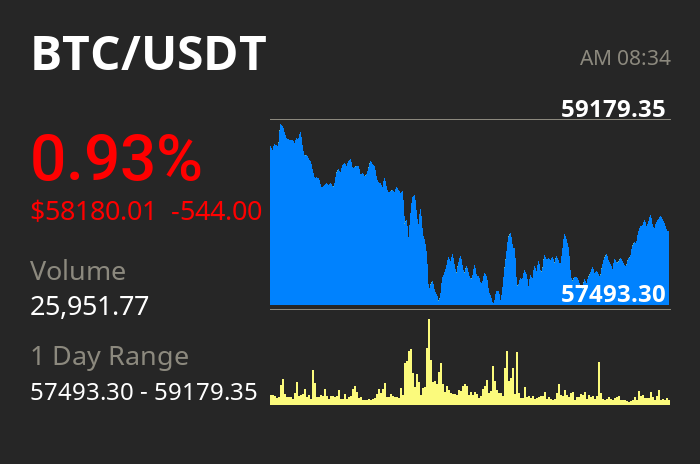 BTC/USDT
AM 08:34
59179.35
0.93%
$58180.01 -544.00
Volume
25,951.77
57493.30
1 Day Range
57493.30 - 59179.35